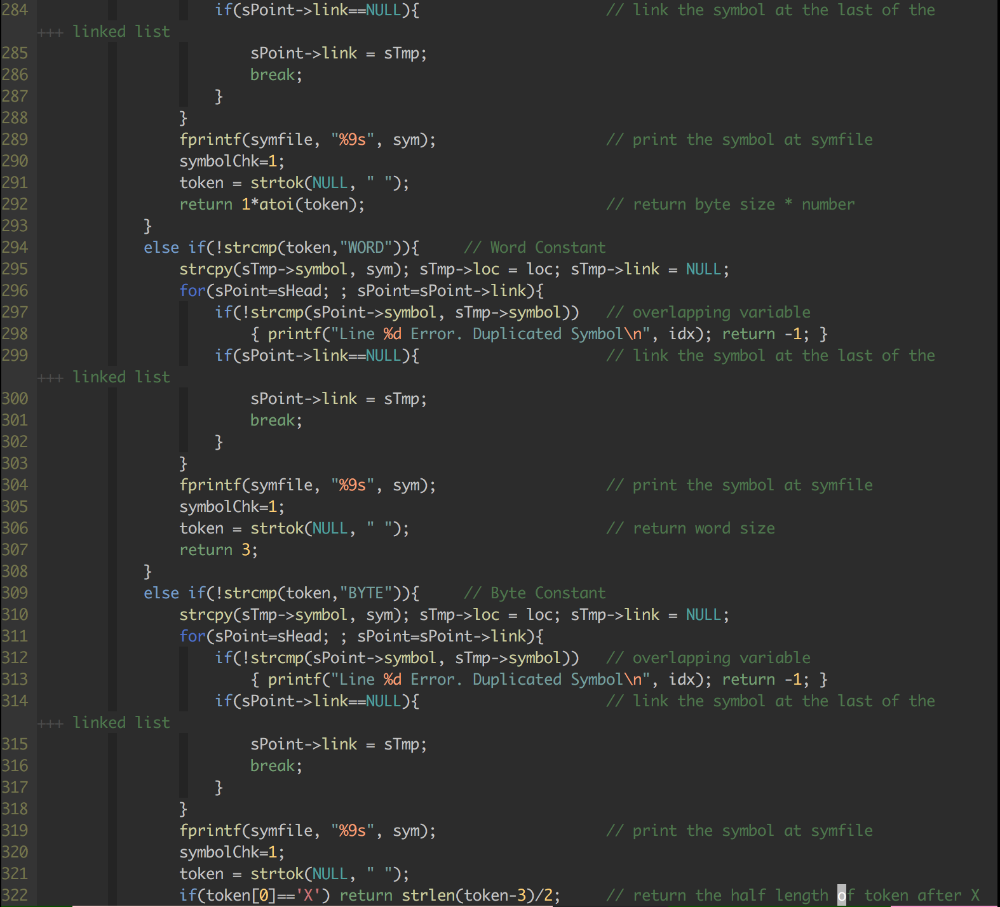 284                     if(sPoint->link==NULL){                     // link the symbol at the last of the
    +++ linked list
285                         sPoint->link = sTmp;
286                         break;
287                     }
288                 }
289                 fprintf(symfile, "%9s", sym);                   // print the symbol at symfile
290                 symbolChk=1;
291                 token = strtok(NULL, " ");
292                 return 1*atoi(token);                           // return byte size * number
293             }
294             else if(!strcmp(token,"WORD")){     // Word Constant
295                 strcpy(sTmp->symbol, sym); sTmp->loc = loc; sTmp->link = NULL;
296                 for(sPoint=sHead; ; sPoint=sPoint->link){
297                     if(!strcmp(sPoint->symbol, sTmp->symbol))   // overlapping variable
298                         { printf("Line %d Error. Duplicated Symbol\n", idx); return -1; }
299                     if(sPoint->link==NULL){                     // link the symbol at the last of the
    +++ linked list
300                         sPoint->link = sTmp;
301                         break;
302                     }
303                 }
304                 fprintf(symfile, "%9s", sym);                   // print the symbol at symfile
305                 symbolChk=1;
306                 token = strtok(NULL, " ");                      // return word size
307                 return 3;
308             }
309             else if(!strcmp(token,"BYTE")){     // Byte Constant
310                 strcpy(sTmp->symbol, sym); sTmp->loc = loc; sTmp->link = NULL;
311                 for(sPoint=sHead; ; sPoint=sPoint->link){
312                     if(!strcmp(sPoint->symbol, sTmp->symbol))   // overlapping variable
313                         { printf("Line %d Error. Duplicated Symbol\n", idx); return -1; }
314                     if(sPoint->link==NULL){                     // link the symbol at the last of the
    +++ linked list
315                         sPoint->link = sTmp;
316                         break;
317                     }
318                 }
319                 fprintf(symfile, "%9s", sym);                   // print the symbol at symfile
320                 symbolChk=1;
321                 token = strtok(NULL, " ");
322                 if(token[0]=='X') return strlen(token-3)/2;     // return the half length of token after X